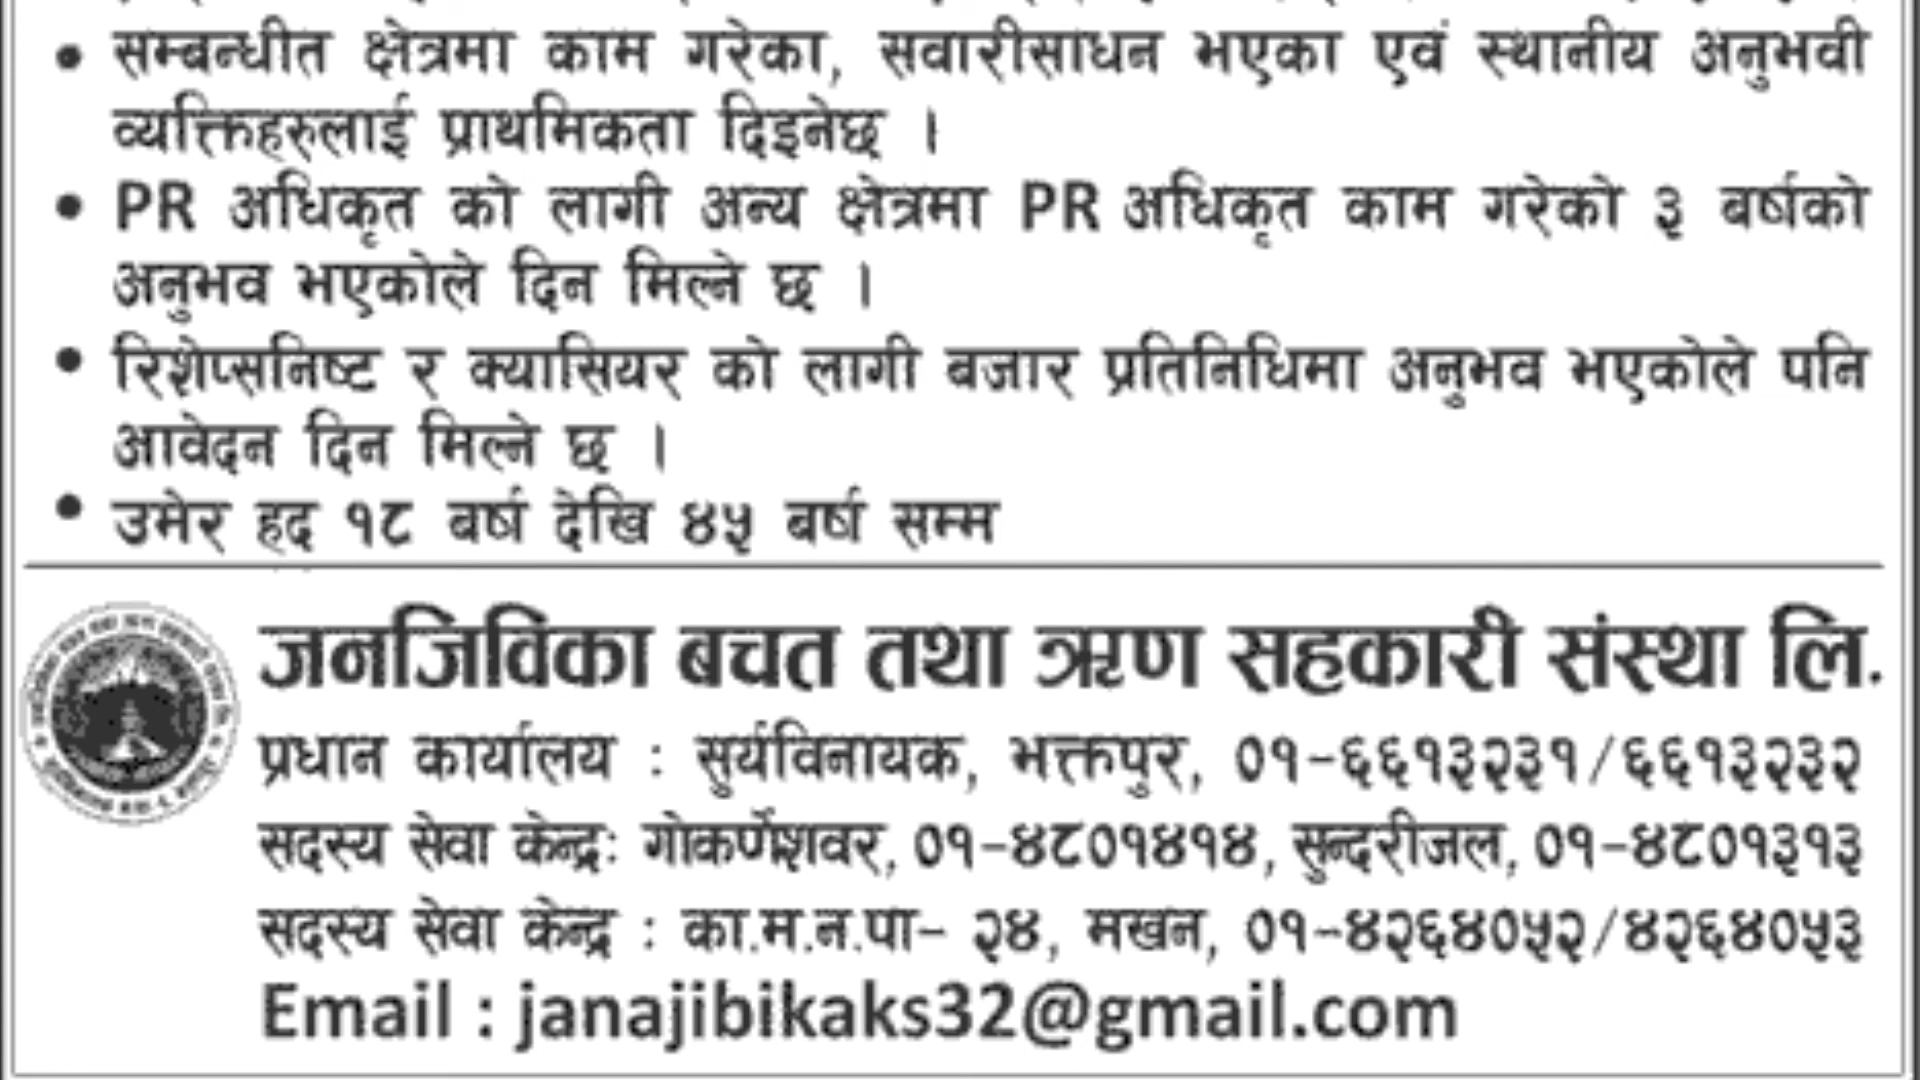 • सम्बन्धीत क्षेत्रमा काम गरेका, सवारीसाधन भएका एवं स्थानीय अनुभवी
व्यक्तिहरुलाई प्राथमिकता दिइनेछ ।
• PR अधिकृत को लागी अन्य क्षेत्रमा PR अधिकृत काम गरेको ३ बर्षको
अनुभव भएकोले दिन मिल्ने छ ।
• रिशेप्सनिष्ट र क्यासियर को लागी बजार प्रतिनिधिमा अनुभव भएकोले पनि
आवेदन दिन मिल्ने छ ।
• उमेर हद १८ बर्ष देखि ४५ बर्ष सम्म
जनजिविका बचत तथा ऋण सहकारी संस्था लि.
प्रधान कार्यालय : सुर्यविनायक, भक्तपुर, ०१-६६१३२३१/६६१३२३२
सदस्य सेवा केन्द्रः गोकर्णेशवर, ०१-४८०१४१४, सुन्दरीजल, ०१-४८०१३१३
सदस्य सेवा केन्द्र : का.म.न.पा- २४, मखन, ०१-४२६४०५२/४२६४०५३
Email : janajibikaks32@gmail.com